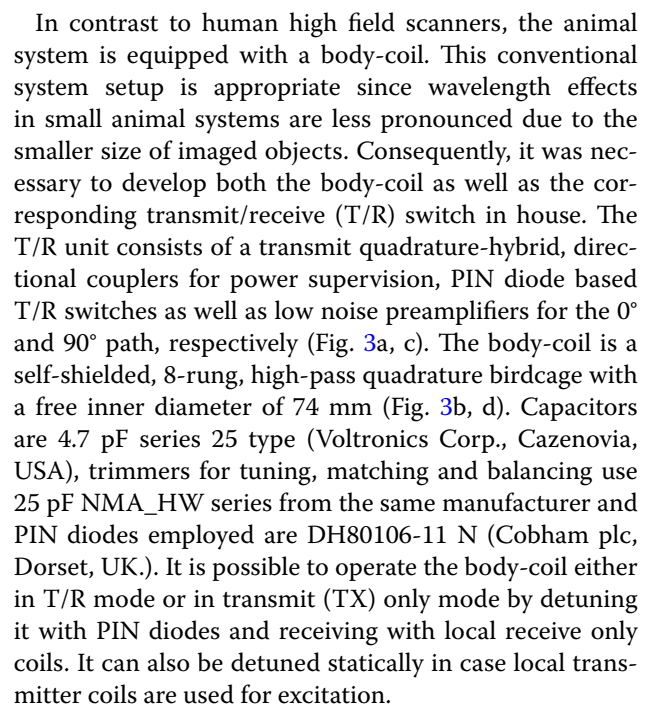 In contrast to human high field scanners, the animal
system is equipped with a body-coil. This conventional
system setup is appropriate since wavelength effects
in small animal systems are less pronounced due to the
smaller size of imaged objects. Consequently, it was nec-
essary to develop both the body-coil as well as the cor-
responding transmit/receive (T/R) switch in house. The
T/R unit consists of a transmit quadrature-hybrid, direc-
tional couplers for power supervision, PIN diode based
T/R switches as well as low noise preamplifiers for the 0°
and 90° path, respectively (Fig. 3a, c). The body-coil is a
self-shielded, 8-rung, high-pass quadrature birdcage with
a free inner diameter of 74 mm (Fig. 3b, d). Capacitors
are 4.7 pF series 25 type (Voltronics Corp., Cazenovia,
USA), trimmers for tuning, matching and balancing use
25 pF NMA_HW series from the same manufacturer and
PIN diodes employed are DH80106-11 N (Cobham plc,
Dorset, UK.). It is possible to operate the body-coil either
in T/R mode or in transmit (TX) only mode by detuning
it with PIN diodes and receiving with local receive only
coils. It can also be detuned statically in case local trans-
mitter coils are used for excitation.